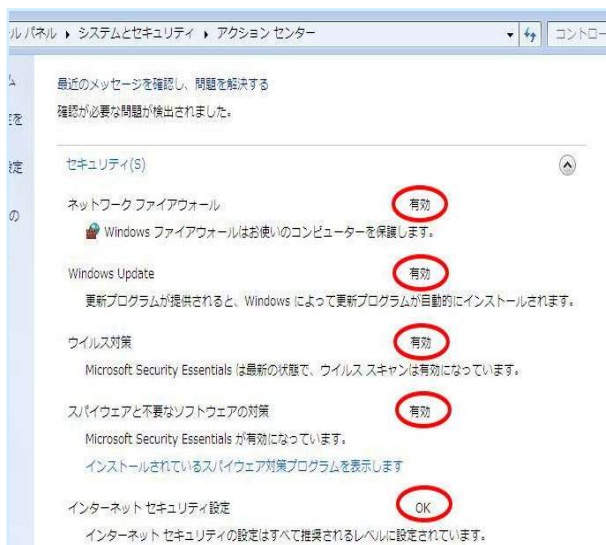 ル パネル ▸ システムとセキュリティ ▸ アクション センター
コントロー
最近のメッセージを確認し、問題を解決する
確認が必要な問題が検出されました。
セキュリティ(S)
ネットワーク ファイアウォール 有効
Windows ファイアウォールはお使いのコンピューターを保護します。
Windows Update 有効
更新プログラムが提供されると、Windows によって更新プログラムが自動的にインストールされます。
ウイルス対策 有効
Microsoft Security Essentials は最新の状態で、ウイルス スキャンは有効になっています。
スパイウェアと不要なソフトウェアの対策 有効
Microsoft Security Essentials が有効になっています。
インストールされているスパイウェア対策プログラムを表示します
インターネット セキュリティ設定 OK
インターネット セキュリティの設定はすべて推奨されるレベルに設定されています。
ム
を
設定
の